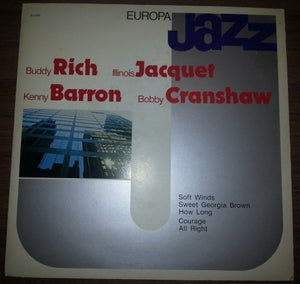 EUROPA
jazz
Buddy Rich Illinois Jacquet
Kenny Barron Bobby Cranshaw
Soft Winds
Sweet Georgia Brown
How Long
Courage
All Right